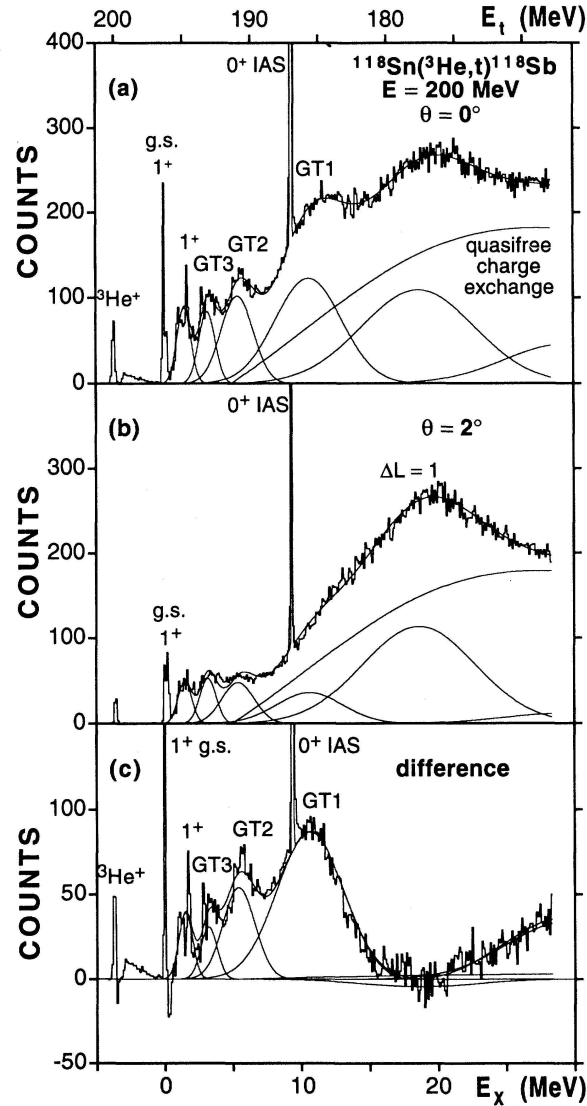 200 190 180 E_t (MeV)
400
300
200
100
0
COUNTS
(a)
0⁺ IAS
¹¹⁸Sn(³He,t)¹¹⁸Sb
E = 200 MeV
θ = 0°
g.s.
1⁺
GT1
1⁺
GT2
GT3
³He⁺
quasifree
charge
exchange
300
200
100
0
COUNTS
(b)
0⁺ IAS
θ = 2°
ΔL = 1
g.s.
1⁺
100
50
0
-50
COUNTS
(c)
1⁺ g.s.
0⁺ IAS
difference
GT1
1⁺
GT2
GT3
³He⁺
0 10 20 E_x (MeV)